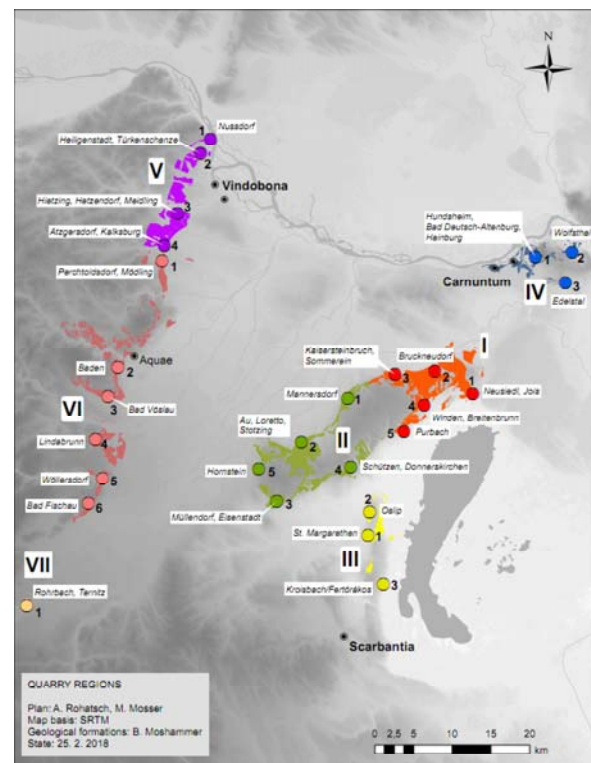 N
1 Nussdorf
Heiligenstadt, Türkenschanze
2
V
Vindobona
Hietzing, Hetzendorf, Meidling
3
Atzgersdorf, Kalksburg
4
1
Perchtoldsdorf, Mödling
Hundsheim,
Bad Deutsch-Altenburg,
Hainburg
Wolfsthal
1
2
Carnuntum
IV
3
Edelstal
Aquae
Baden
2
3
Bad Vöslau
VI
Lindabrunn
4
Wöllersdorf
5
Bad Fischau
6
Kaisersteinbruch,
Sommerein
Bruckneudorf
I
3
2
1
Neusiedl, Jois
4
Winden, Breitenbrunn
5
Purbach
Mannersdorf
1
Au, Loretto,
Stotzing
2
II
Hornstein
5
4
Schützen, Donnerskirchen
3
Müllendorf, Eisenstadt
2
Oslip
St. Margarethen
1
III
Kroisbach/Fertőrákos
3
VII
Rohrbach, Ternitz
1
Scarbantia
QUARRY REGIONS
Plan: A. Rohatsch, M. Mosser
Map basis: SRTM
Geological formations: B. Moshammer
State: 25. 2. 2018
0 2,5 5 10 15 20
km